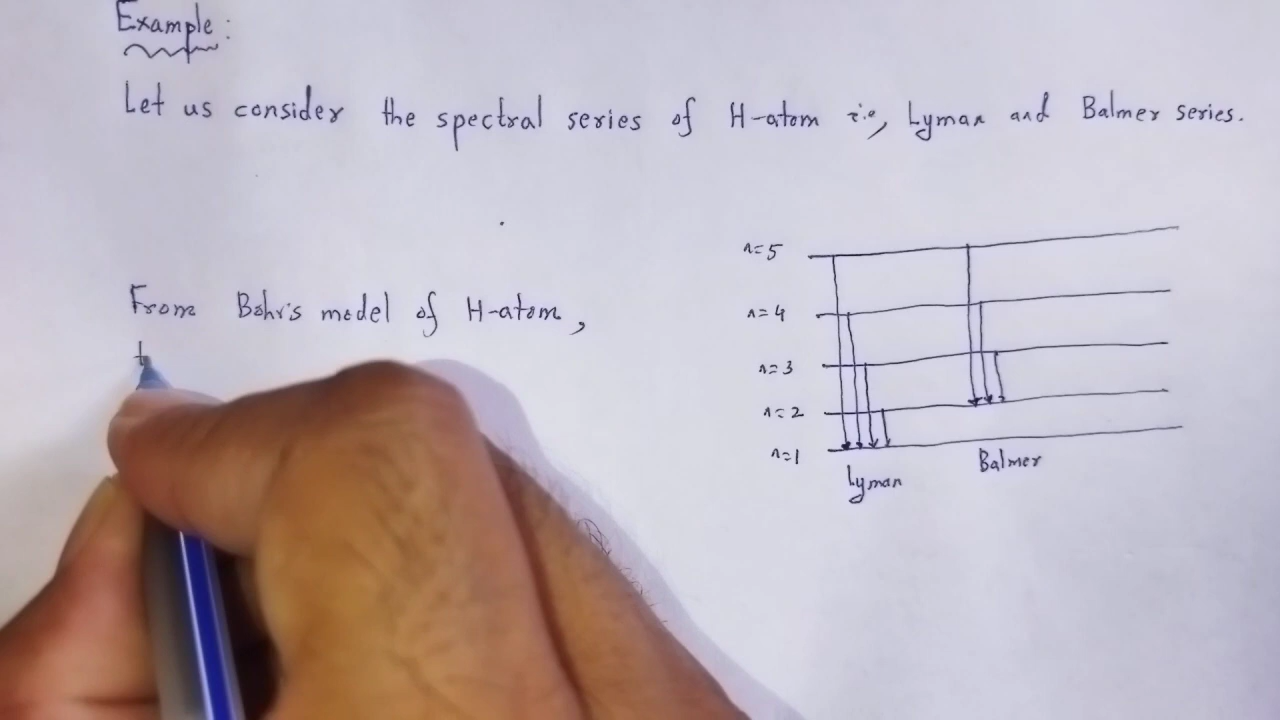 Example:
Let us consider the spectral series of H-atom i.e, Lyman and Balmer series.
n=5
n=4
From Bohr's model of H-atom,
n=3
n=2
n=1
Balmer
Lyman